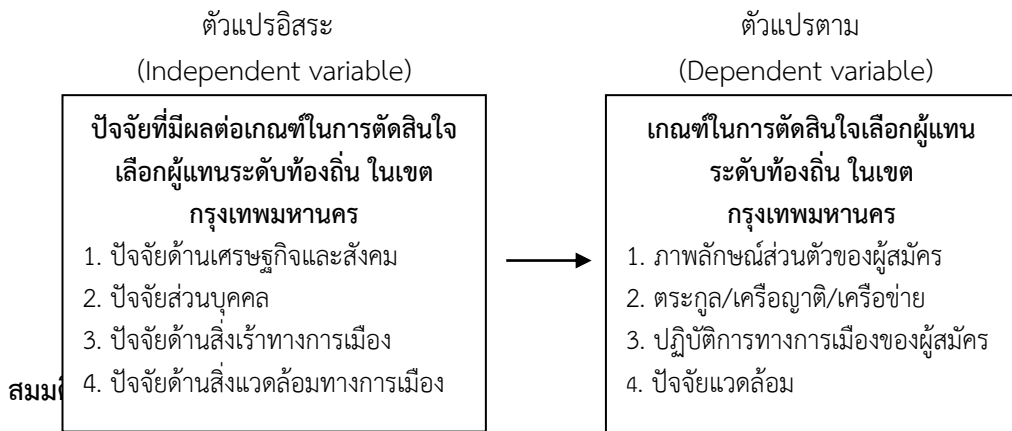 ตัวแปรอิสระ
(Independent variable)
ปัจจัยที่มีผลต่อเกณฑ์ในการตัดสินใจ
เลือกผู้แทนระดับท้องถิ่น ในเขต
กรุงเทพมหานคร
1. ปัจจัยด้านเศรษฐกิจและสังคม
2. ปัจจัยส่วนบุคคล
3. ปัจจัยด้านสิ่งเร้าทางการเมือง
4. ปัจจัยด้านสิ่งแวดล้อมทางการเมือง
ตัวแปรตาม
(Dependent variable)
เกณฑ์ในการตัดสินใจเลือกผู้แทน
ระดับท้องถิ่น ในเขต
กรุงเทพมหานคร
1. ภาพลักษณ์ส่วนตัวของผู้สมัคร
2. ตระกูล/เครือญาติ/เครือข่าย
3. ปฏิบัติการทางการเมืองของผู้สมัคร
4. ปัจจัยแวดล้อม